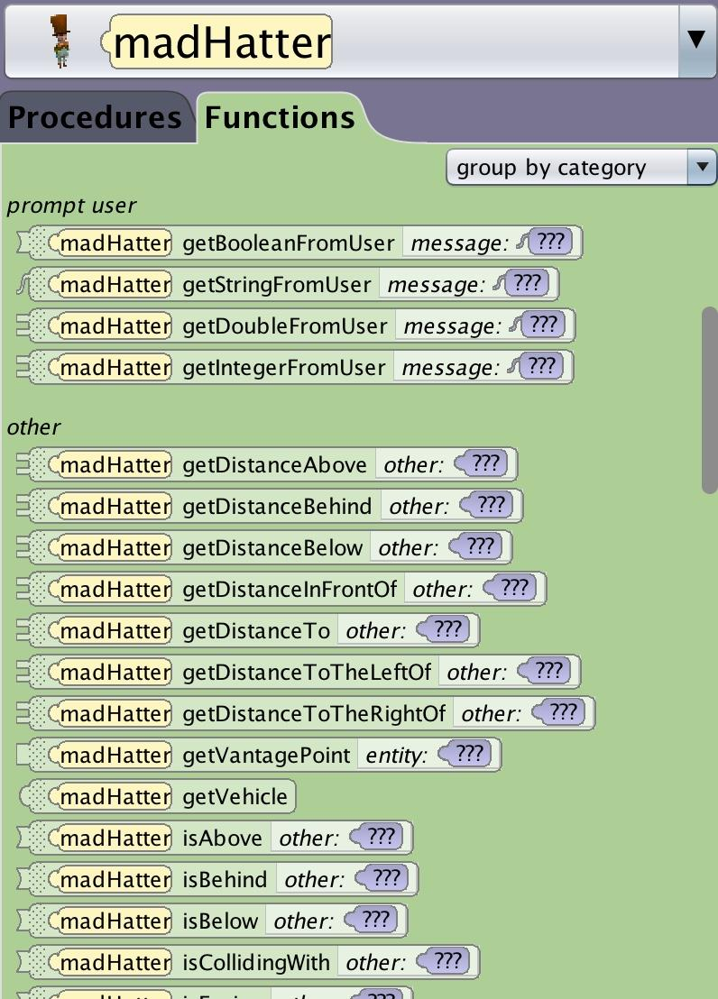 madHatter
Procedures Functions
group by category
prompt user
madHatter getBooleanFromUser message: ???
madHatter getStringFromUser message: ???
madHatter getDoubleFromUser message: ???
madHatter getIntegerFromUser message: ???
other
madHatter getDistanceAbove other: ???
madHatter getDistanceBehind other: ???
madHatter getDistanceBelow other: ???
madHatter getDistanceInFrontOf other: ???
madHatter getDistanceTo other: ???
madHatter getDistanceToTheLeftOf other: ???
madHatter getDistanceToTheRightOf other: ???
madHatter getVantagePoint entity: ???
madHatter getVehicle
madHatter isAbove other: ???
madHatter isBehind other: ???
madHatter isBelow other: ???
madHatter isCollidingWith other: ???